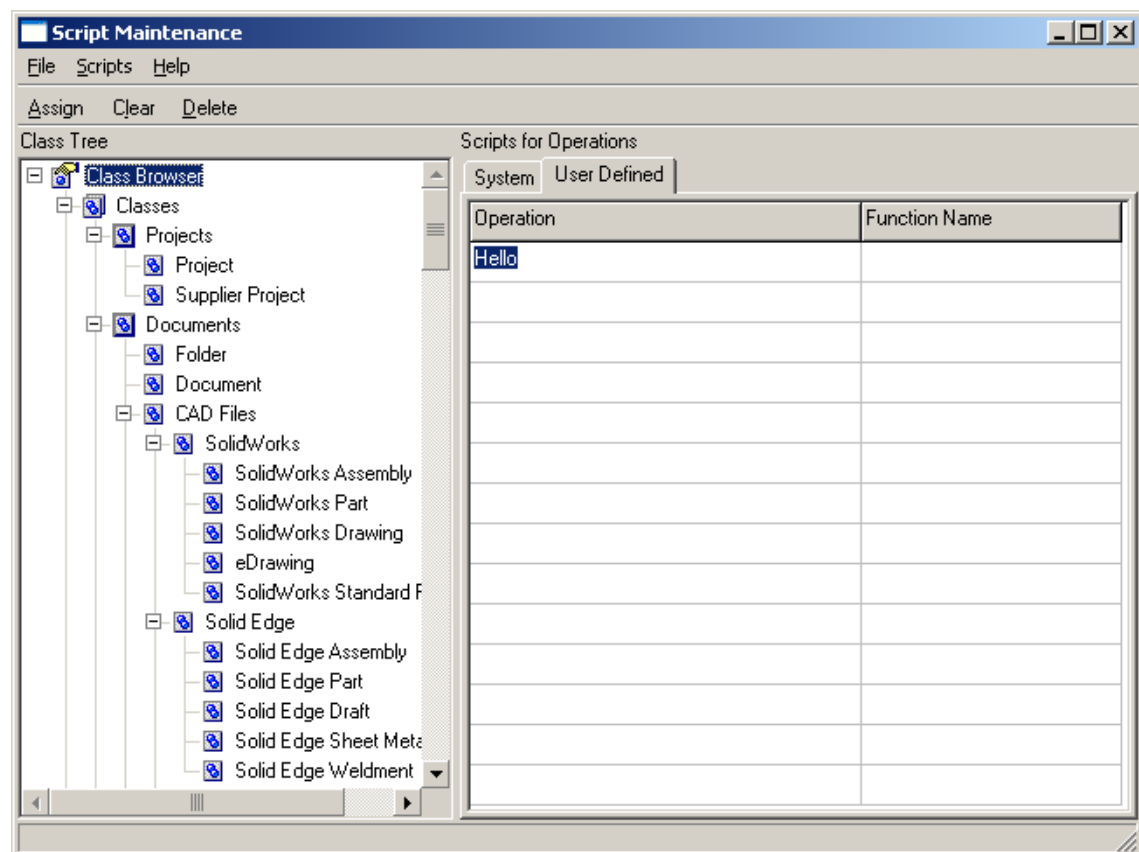 Script Maintenance
File Scripts Help
Assign Clear Delete
Class Tree
Class Browser
Classes
Projects
Project
Supplier Project
Documents
Folder
Document
CAD Files
SolidWorks
SolidWorks Assembly
SolidWorks Part
SolidWorks Drawing
eDrawing
SolidWorks Standard
Solid Edge
Solid Edge Assembly
Solid Edge Part
Solid Edge Draft
Solid Edge Sheet Meta
Solid Edge Weldment
Scripts for Operations
System User Defined
Operation Function Name
Hello